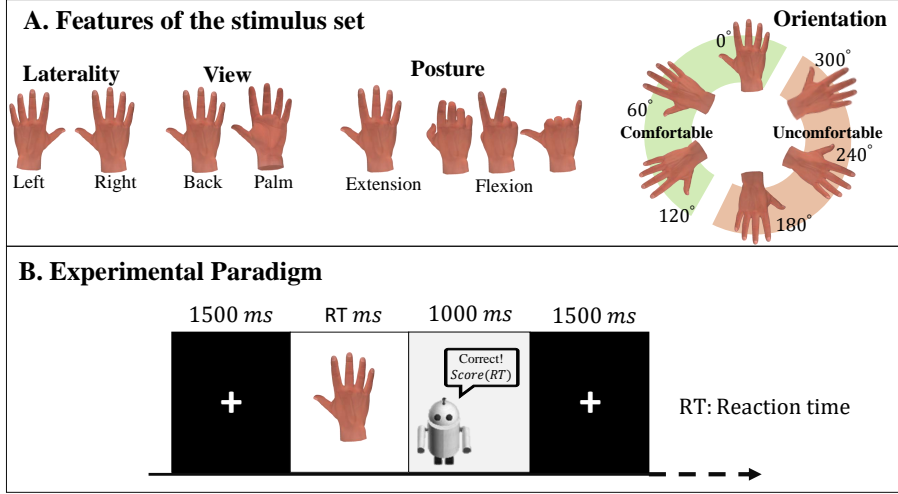 A. Features of the stimulus set
Orientation
Laterality
View
Posture
0°
300°
60°
Comfortable
Uncomfortable
240°
Left
Right
Back
Palm
Extension
Flexion
120°
180°
B. Experimental Paradigm
1500 ms
RT ms
1000 ms
1500 ms
Correct!
Score(RT)
RT: Reaction time